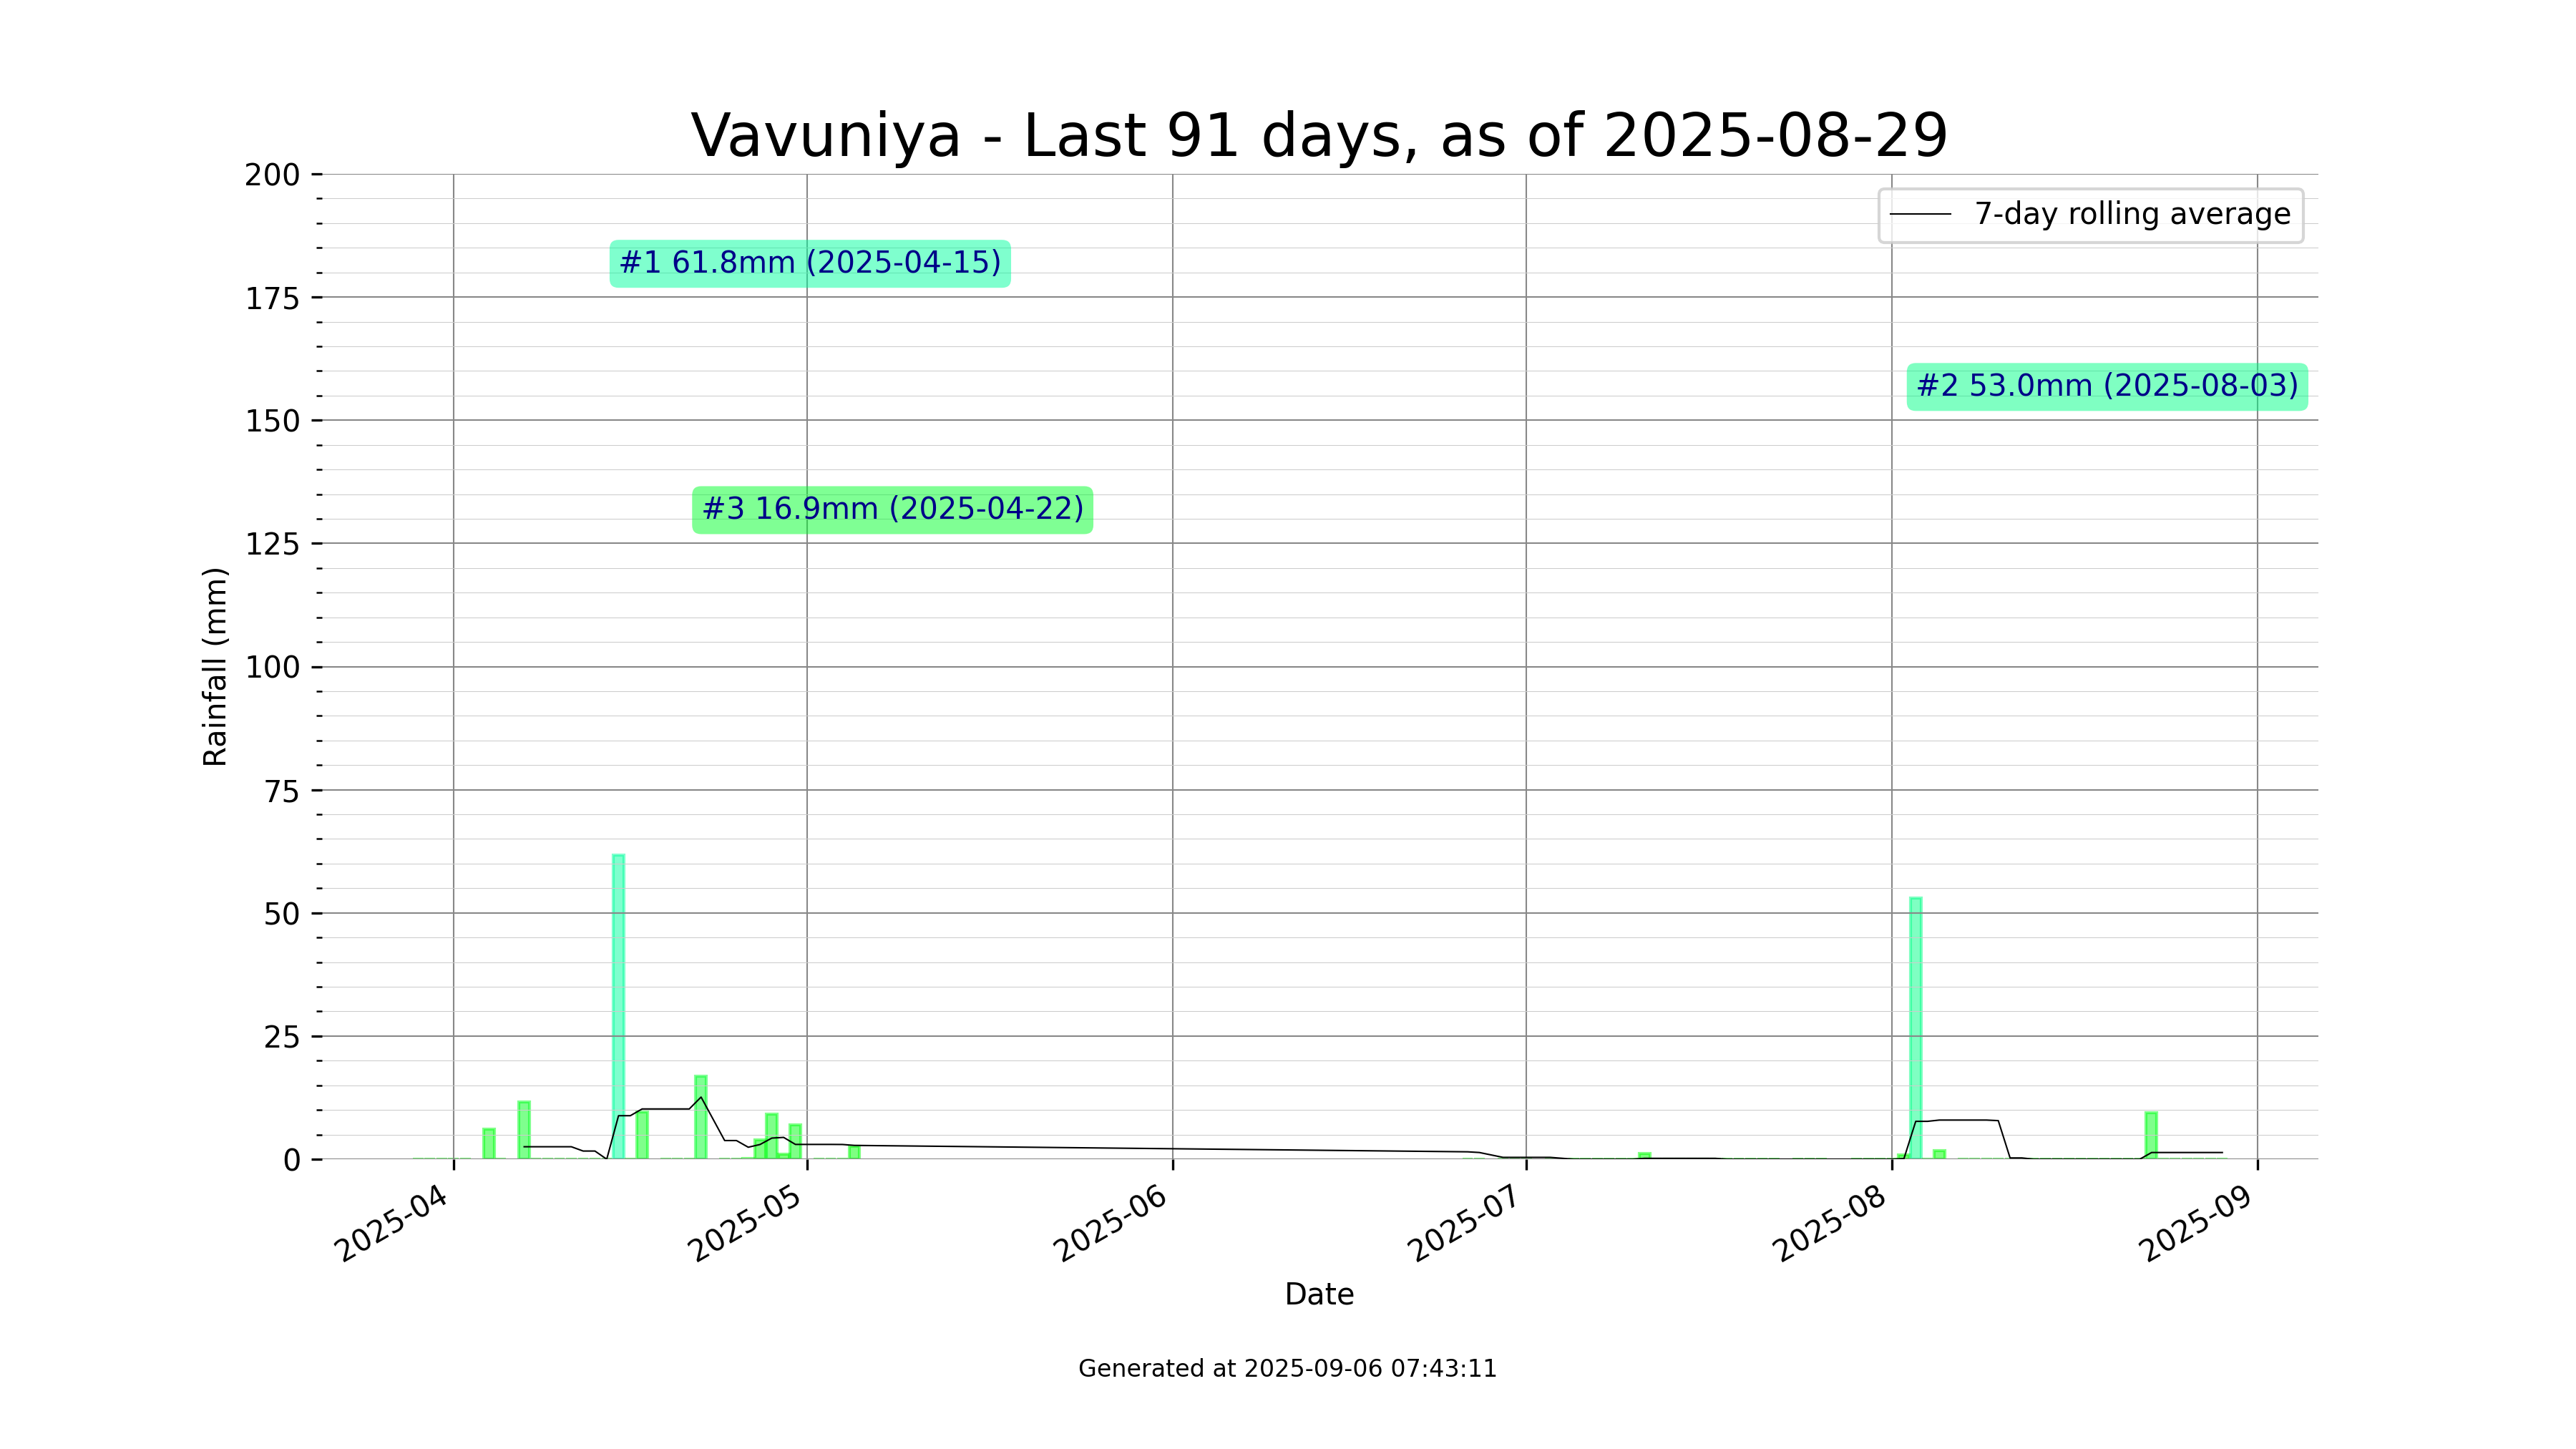 Vavuniya - Last 91 days, as of 2025-08-29
7-day rolling average
#1 61.8mm (2025-04-15)
#2 53.0mm (2025-08-03)
#3 16.9mm (2025-04-22)
Rainfall (mm)
200
175
150
125
100
75
50
25
0
2025-04
2025-05
2025-06
2025-07
2025-08
2025-09
Date
Generated at 2025-09-06 07:43:11